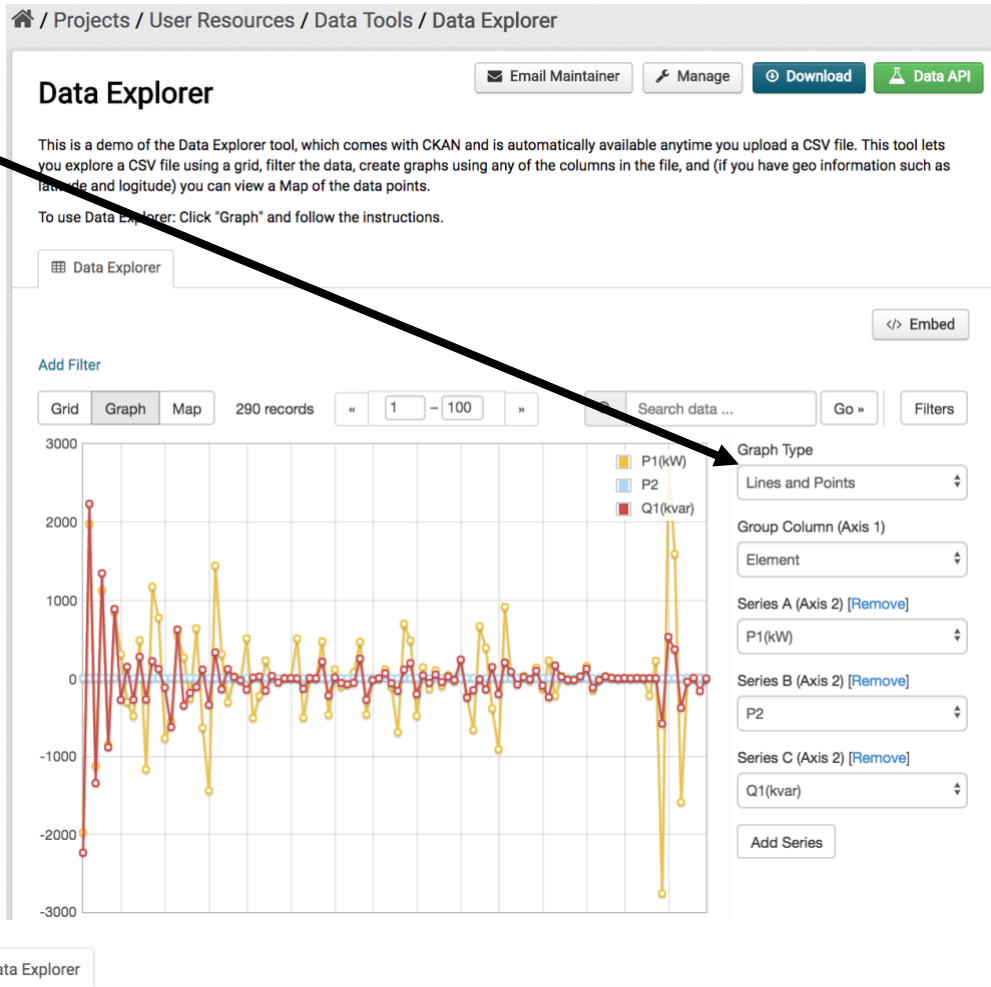 / Projects / User Resources / Data Tools / Data Explorer
Data Explorer
Email Maintainer
Manage
Download
Data API
This is a demo of the Data Explorer tool, which comes with CKAN and is automatically available anytime you upload a CSV file. This tool lets
you explore a CSV file using a grid, filter the data, create graphs using any of the columns in the file, and (if you have geo information such as
latitude and logitude) you can view a Map of the data points.
To use Data Explorer: Click "Graph" and follow the instructions.
Data Explorer
</> Embed
Add Filter
Grid Graph Map 290 records « 1 – 100 » Search data ... Go » Filters
3000
2000
1000
0
-1000
-2000
-3000
P1(kW)
P2
Q1(kvar)
Graph Type
Lines and Points
Group Column (Axis 1)
Element
Series A (Axis 2) [Remove]
P1(kW)
Series B (Axis 2) [Remove]
P2
Series C (Axis 2) [Remove]
Q1(kvar)
Add Series
ata Explorer